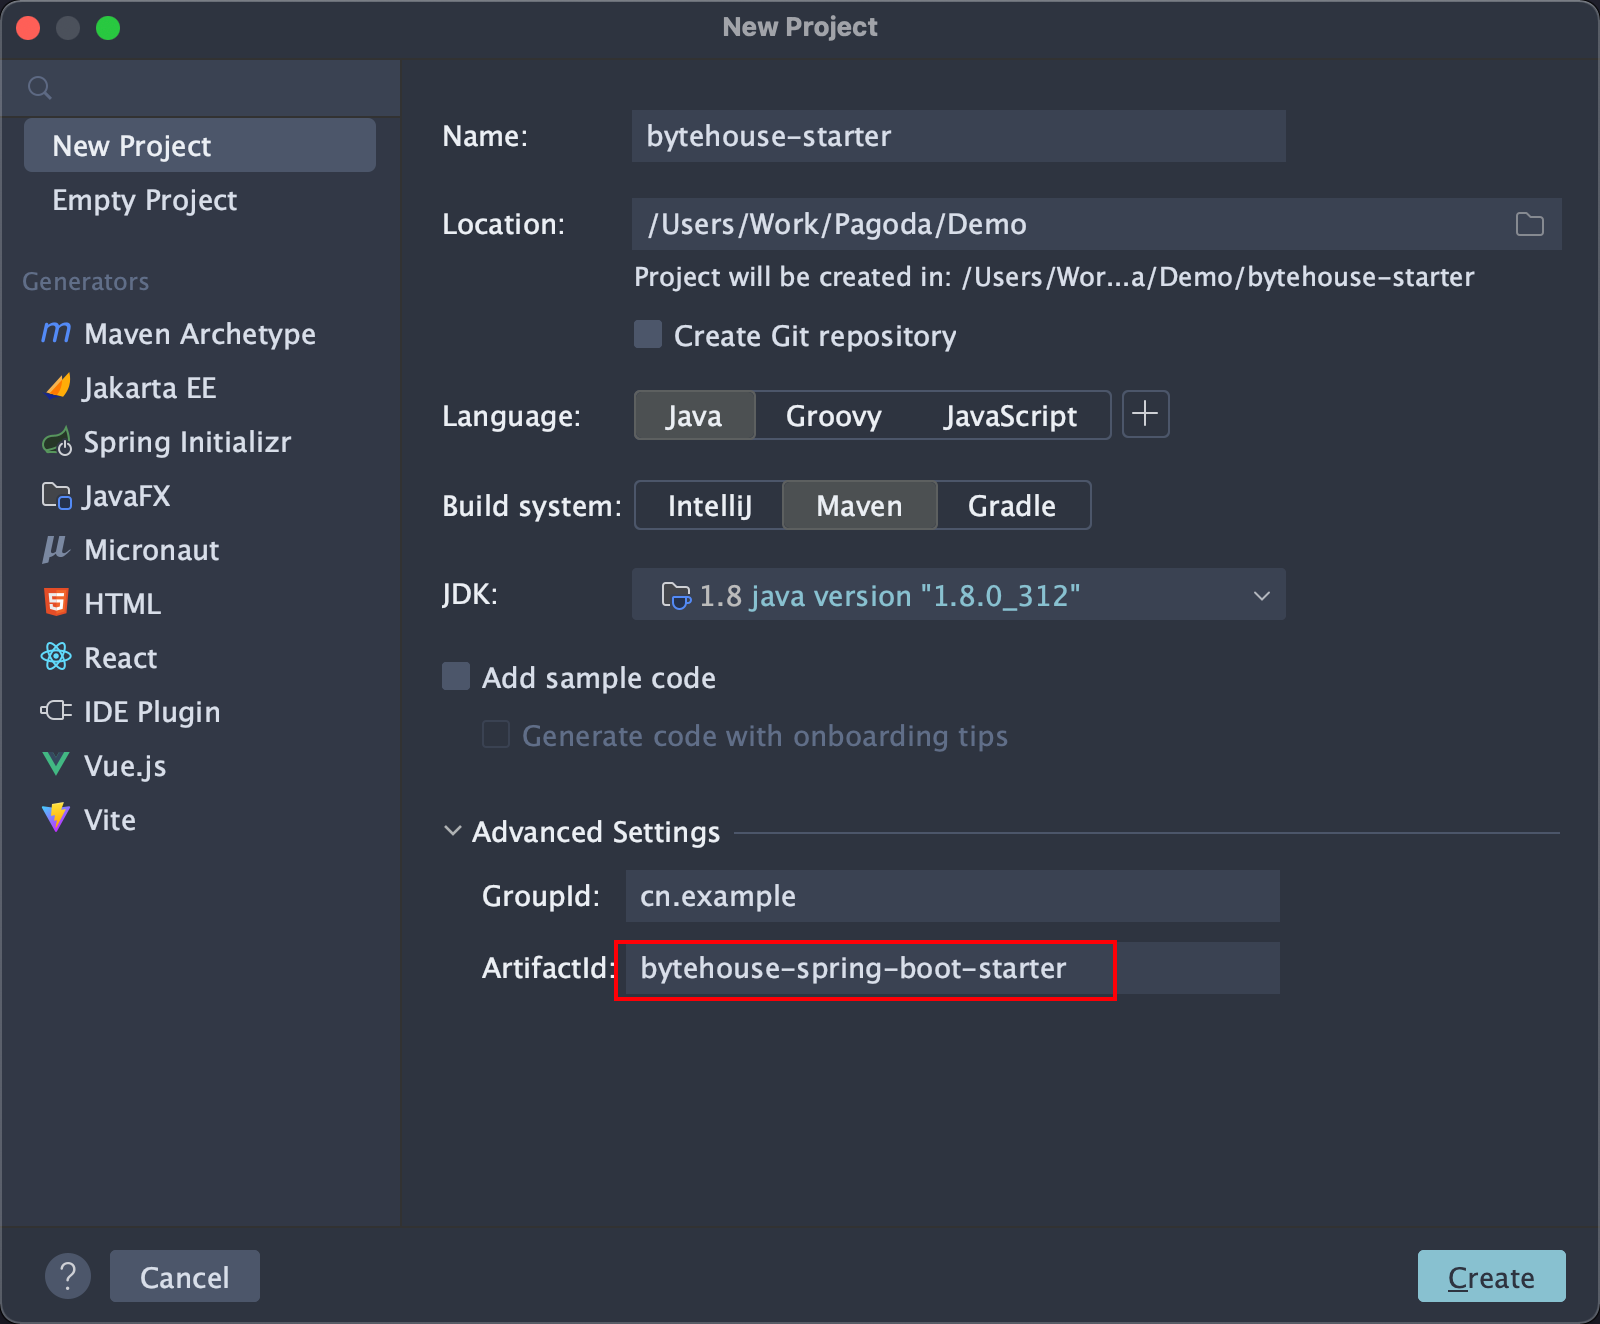 New Project
New Project
Empty Project
Generators
Maven Archetype
Jakarta EE
Spring Initializr
JavaFX
Micronaut
HTML
React
IDE Plugin
Vue.js
Vite
Name: bytehouse-starter
Location: /Users/Work/Pagoda/Demo
Project will be created in: /Users/Wor...a/Demo/bytehouse-starter
Create Git repository
Language: Java Groovy JavaScript
Build system: IntelliJ Maven Gradle
JDK: 1.8 java version "1.8.0_312"
Add sample code
Generate code with onboarding tips
Advanced Settings
GroupId: cn.example
ArtifactId: bytehouse-spring-boot-starter
? Cancel Create